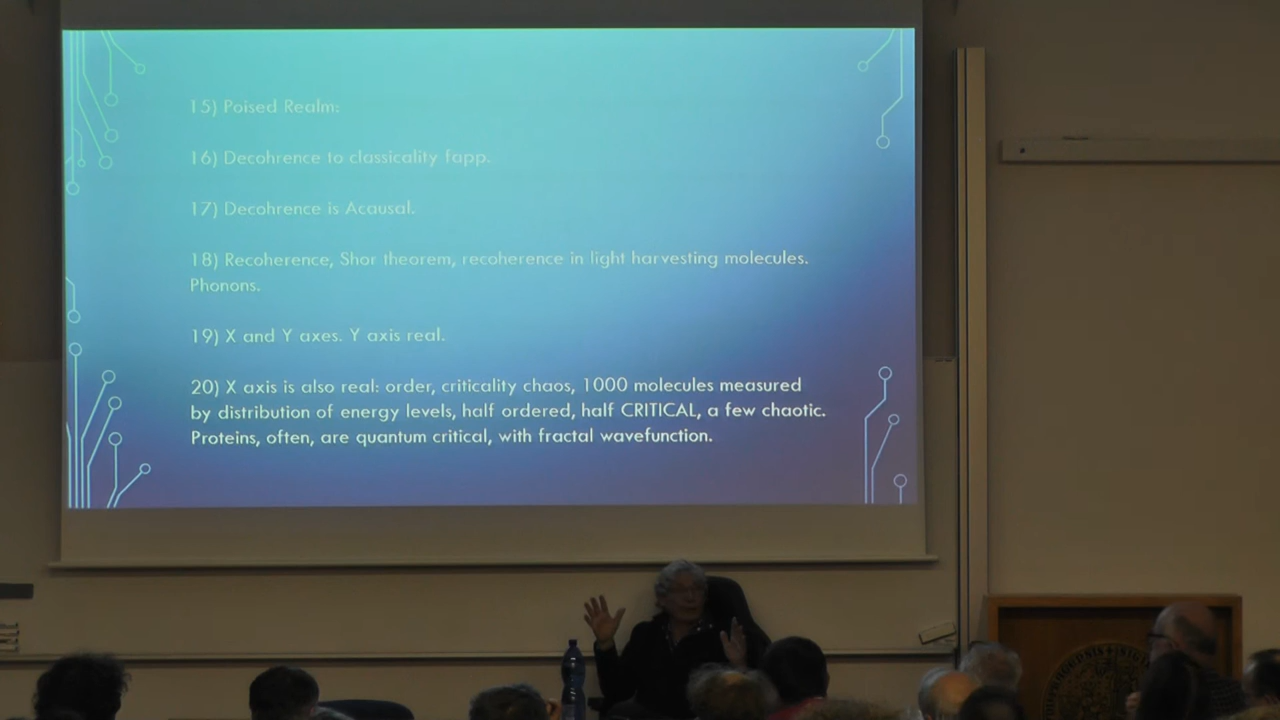 15) Poised Realm:
16) Decohrence to classicality fapp.
17) Decohrence is Acausal.
18) Recoherence, Shor theorem, recoherence in light harvesting molecules.
Phonons.
19) X and Y axes. Y axis real.
20) X axis is also real: order, criticality chaos, 1000 molecules measured
by distribution of energy levels, half ordered, half CRITICAL, a few chaotic.
Proteins, often, are quantum critical, with fractal wavefunction.